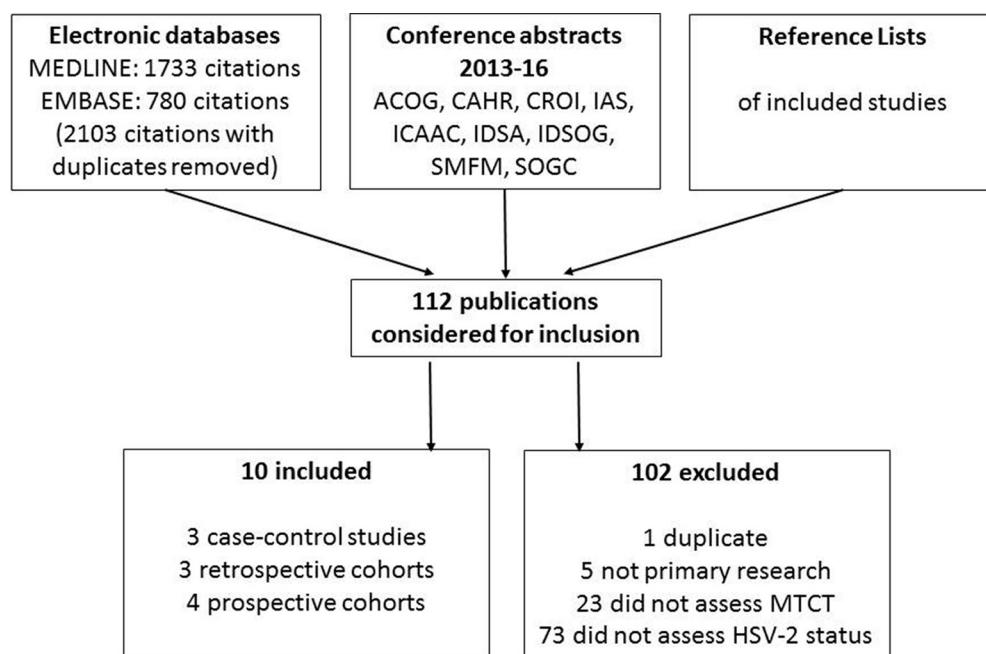 Electronic databases
MEDLINE: 1733 citations
EMBASE: 780 citations
(2103 citations with
duplicates removed)
Conference abstracts
2013-16
ACOG, CAHR, CROI, IAS,
ICAAC, IDSA, IDSOG,
SMFM, SOGC
Reference Lists
of included studies
112 publications
considered for inclusion
10 included
3 case-control studies
3 retrospective cohorts
4 prospective cohorts
102 excluded
1 duplicate
5 not primary research
23 did not assess MTCT
73 did not assess HSV-2 status